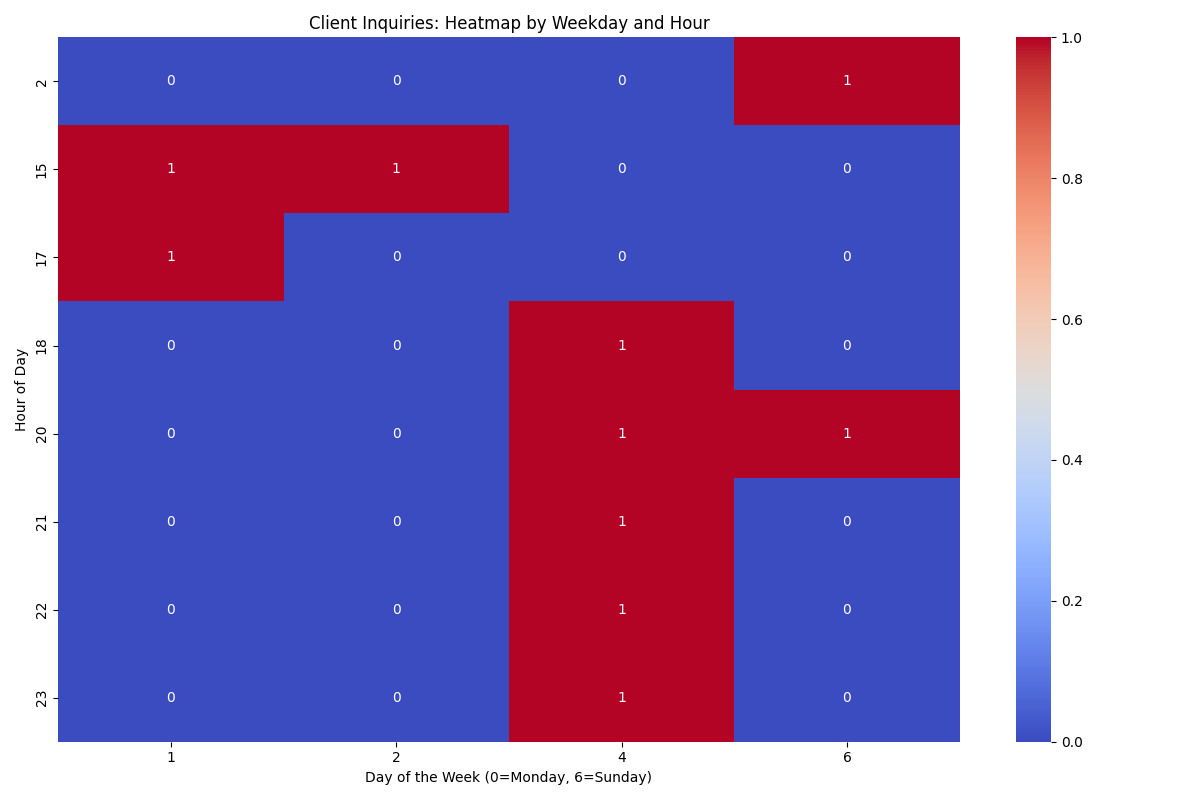 Client Inquiries: Heatmap by Weekday and Hour
2 0 0 0 1
15 1 1 0 0
17 1 0 0 0
18 0 0 1 0
20 0 0 1 1
21 0 0 1 0
22 0 0 1 0
23 0 0 1 0
Hour of Day
1 2 4 6
Day of the Week (0=Monday, 6=Sunday)
1.0
0.8
0.6
0.4
0.2
0.0